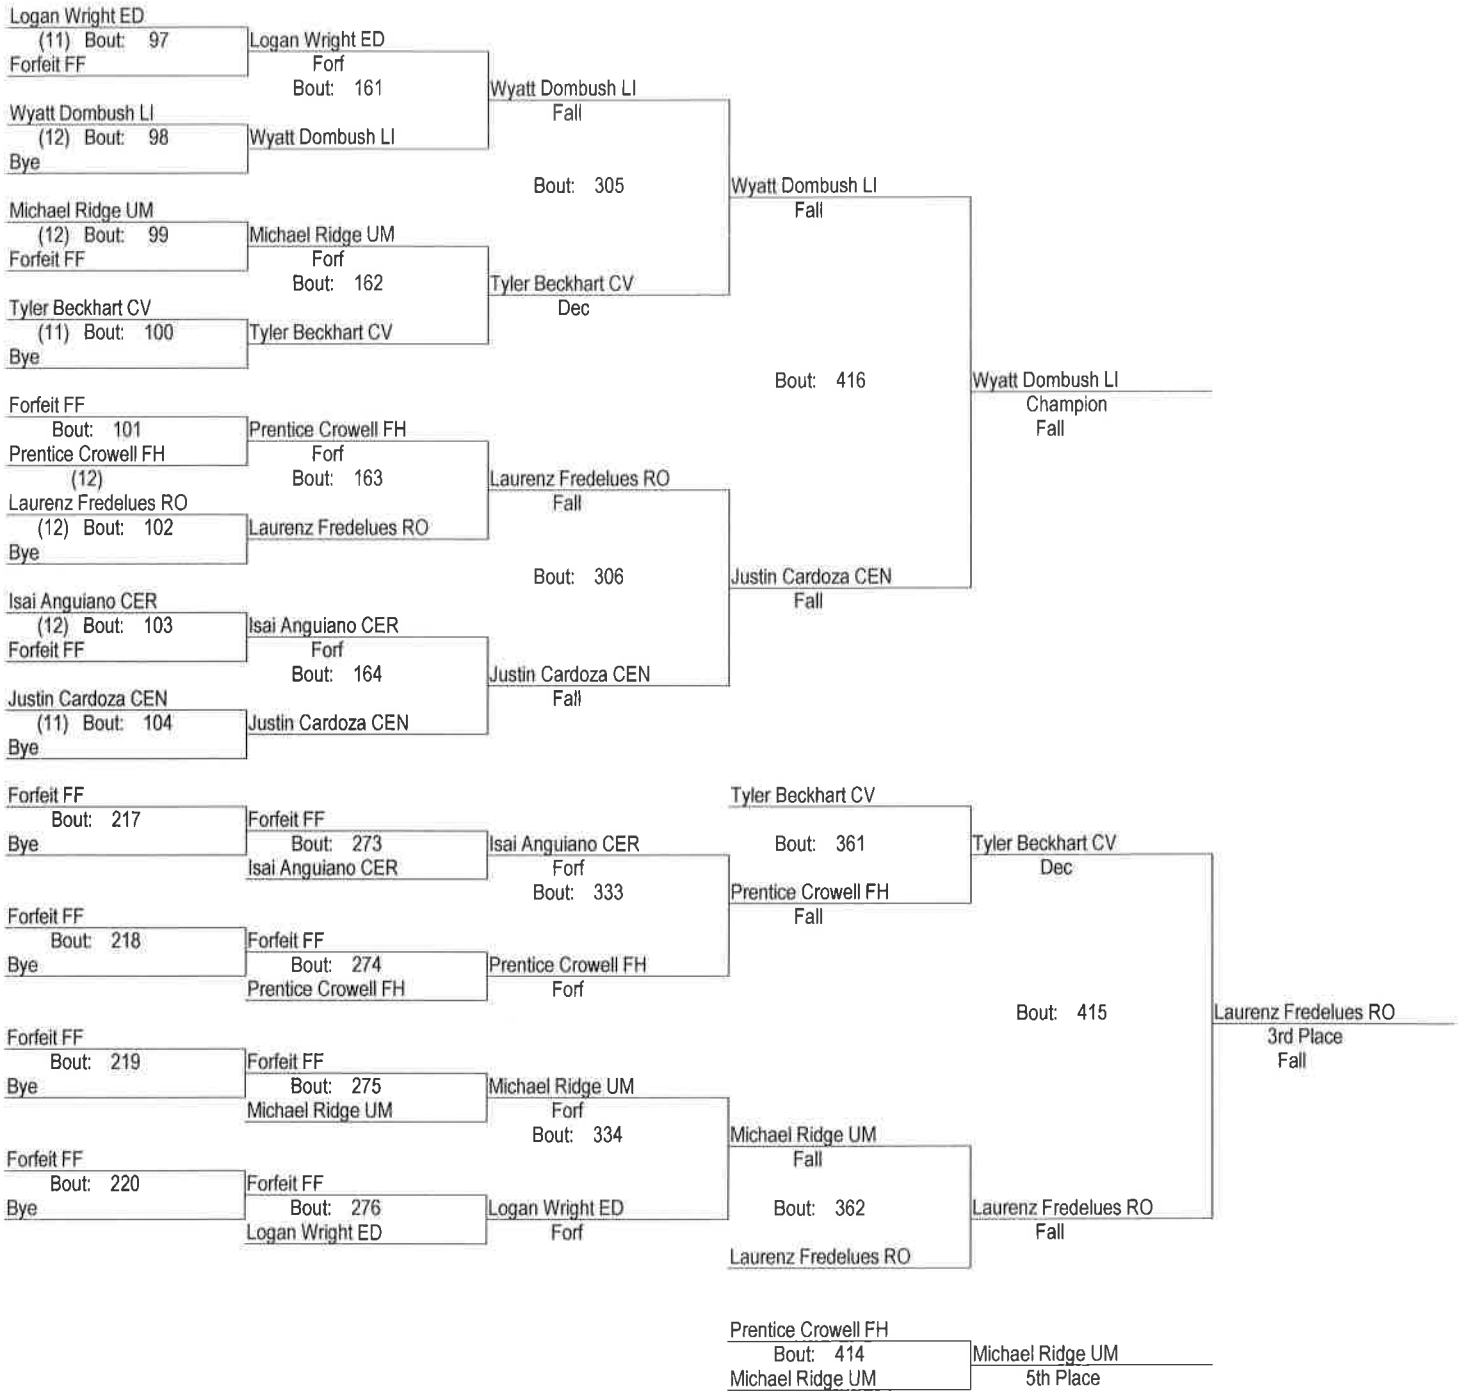 Logan Wright ED
(11) Bout: 97
Forfeit FF
Logan Wright ED
Forf
Bout: 161
Wyatt Dombush LI
(12) Bout: 98
Bye
Wyatt Dombush LI
Wyatt Dombush LI
Fall
Bout: 305
Michael Ridge UM
(12) Bout: 99
Forfeit FF
Michael Ridge UM
Forf
Bout: 162
Tyler Beckhart CV
(11) Bout: 100
Bye
Tyler Beckhart CV
Tyler Beckhart CV
Dec
Wyatt Dombush LI
Fall
Bout: 416
Forfeit FF
Bout: 101
Prentice Crowell FH
(12)
Prentice Crowell FH
Forf
Bout: 163
Laurenz Fredelues RO
(12) Bout: 102
Bye
Laurenz Fredelues RO
Laurenz Fredelues RO
Fall
Bout: 306
Isai Anguiano CER
(12) Bout: 103
Forfeit FF
Isai Anguiano CER
Forf
Bout: 164
Justin Cardoza CEN
(11) Bout: 104
Bye
Justin Cardoza CEN
Justin Cardoza CEN
Fall
Justin Cardoza CEN
Fall
Wyatt Dombush LI
Champion
Fall
Forfeit FF
Bout: 217
Bye
Forfeit FF
Bout: 273
Isai Anguiano CER
Isai Anguiano CER
Forf
Bout: 333
Forfeit FF
Bout: 218
Bye
Forfeit FF
Bout: 274
Prentice Crowell FH
Prentice Crowell FH
Forf
Tyler Beckhart CV
Bout: 361
Prentice Crowell FH
Fall
Tyler Beckhart CV
Dec
Bout: 415
Forfeit FF
Bout: 219
Bye
Forfeit FF
Bout: 275
Michael Ridge UM
Michael Ridge UM
Forf
Bout: 334
Forfeit FF
Bout: 220
Bye
Forfeit FF
Bout: 276
Logan Wright ED
Logan Wright ED
Forf
Michael Ridge UM
Fall
Bout: 362
Laurenz Fredelues RO
Laurenz Fredelues RO
Fall
Laurenz Fredelues RO
3rd Place
Fall
Prentice Crowell FH
Bout: 414
Michael Ridge UM
Michael Ridge UM
5th Place